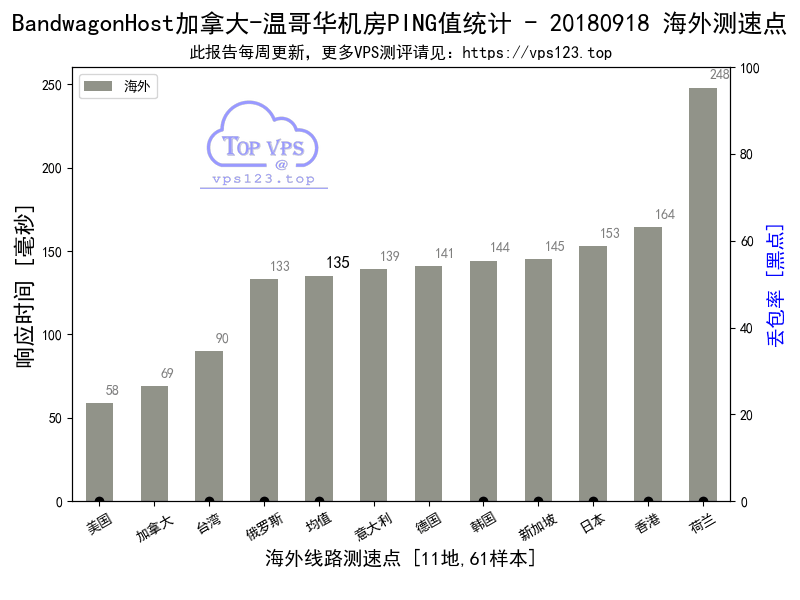 BandwagonHost加拿大-温哥华机房PING值统计 - 20180918 海外测速点
此报告每周更新，更多VPS测评请见：https://vps123.top
海外
TOP VPS
@
vps123.top
响应时间 [毫秒]
250
200
150
100
50
0
58
69
90
133
135
139
141
144
145
153
164
248
100
80
60
40
20
0
丢包率 [黑点]
美国
加拿大
台湾
俄罗斯
均值
意大利
德国
韩国
新加坡
日本
香港
荷兰
海外线路测速点 [11地,61样本]